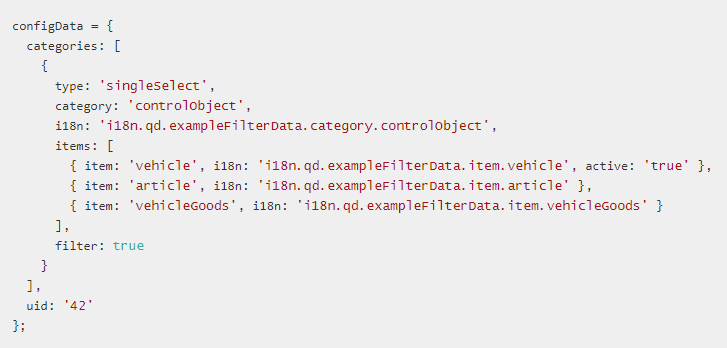 configData = {
  categories: [
    {
      type: 'singleSelect',
      category: 'controlObject',
      i18n: 'i18n.qd.exampleFilterData.category.controlObject',
      items: [
        { item: 'vehicle', i18n: 'i18n.qd.exampleFilterData.item.vehicle', active: 'true' },
        { item: 'article', i18n: 'i18n.qd.exampleFilterData.item.article' },
        { item: 'vehicleGoods', i18n: 'i18n.qd.exampleFilterData.item.vehicleGoods' }
      ],
      filter: true
    }
  ],
  uid: '42'
};